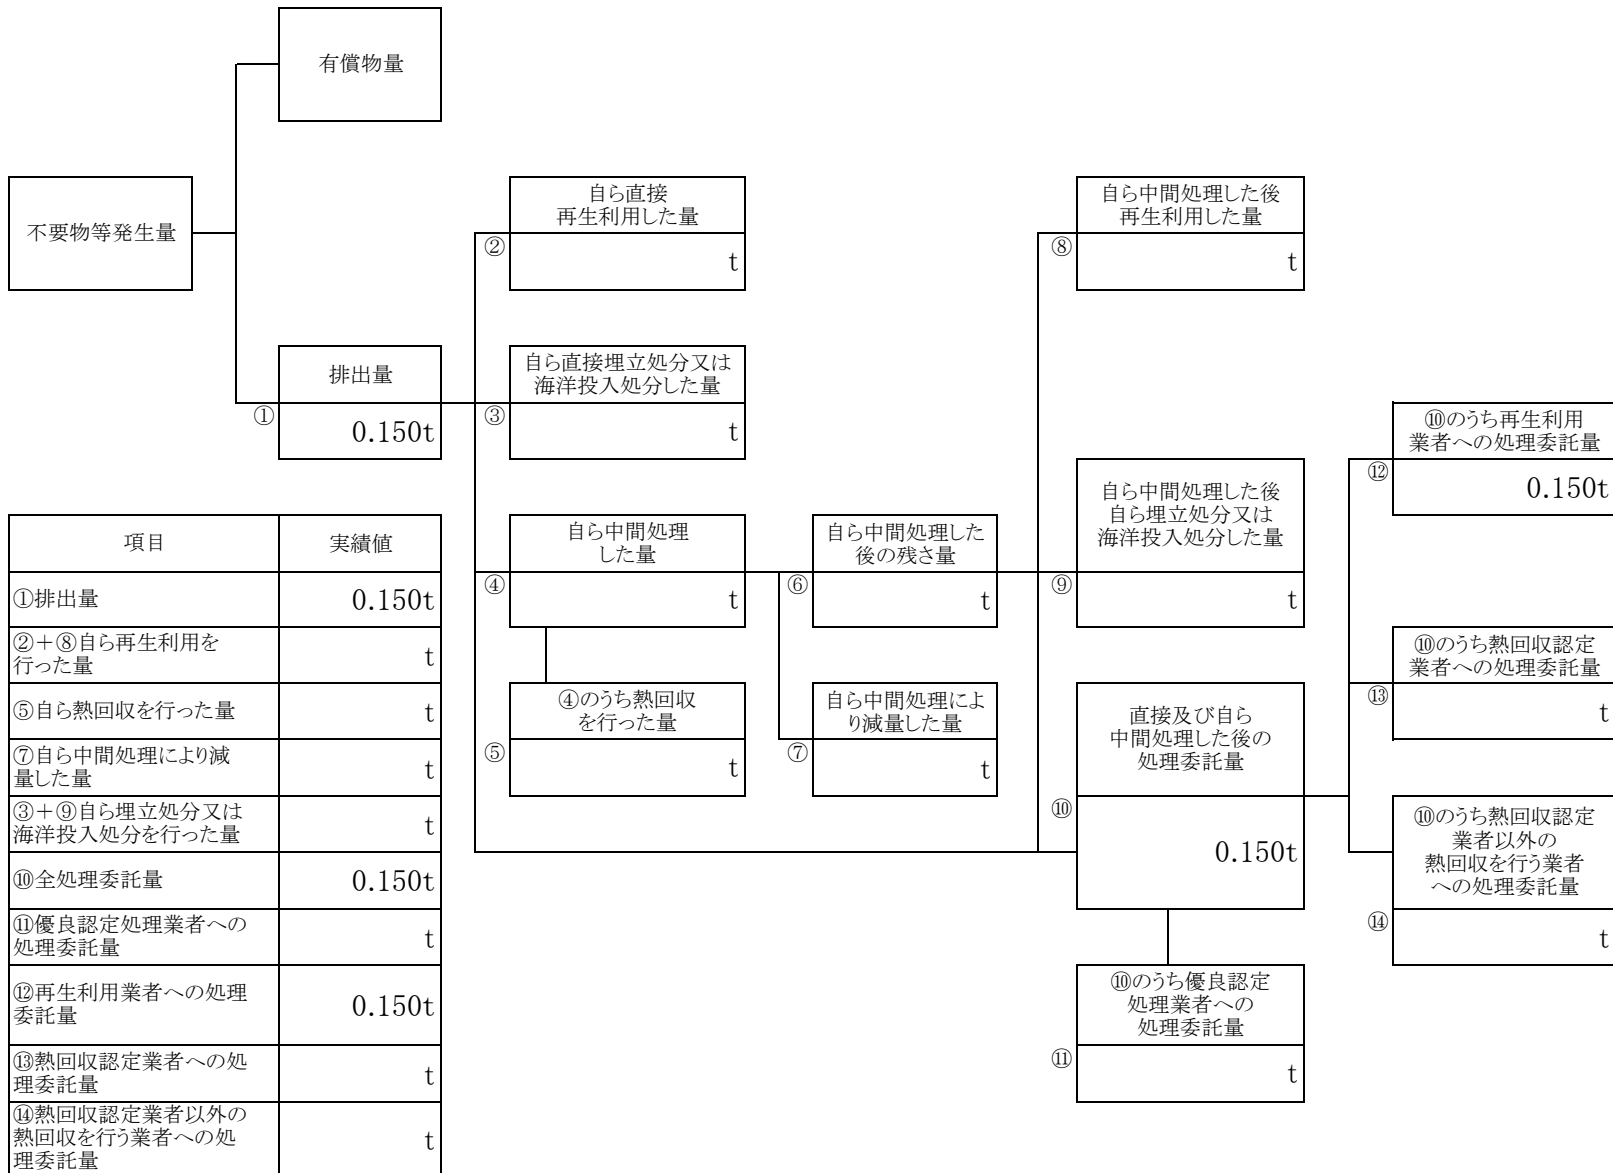 有償物量
不要物等発生量
自ら直接
再生利用した量
②
t
自ら中間処理した後
再生利用した量
⑧
t
排出量
①
0.150t
自ら直接埋立処分又は
海洋投入処分した量
③
t
⑩のうち再生利用
業者への処理委託量
⑫
0.150t
自ら中間処理した後
自ら埋立処分又は
海洋投入処分した量
⑨
t
自ら中間処理
した量
④
t
自ら中間処理した
後の残さ量
⑥
t
④のうち熱回収
を行った量
⑤
t
自ら中間処理によ
り減量した量
⑦
t
直接及び自ら
中間処理した後の
処理委託量
⑩
0.150t
⑩のうち熱回収認定
業者への処理委託量
⑬
t
⑩のうち熱回収認定
業者以外の
熱回収を行う業者
への処理委託量
⑭
t
⑩のうち優良認定
処理業者への
処理委託量
⑪
t
項目 実績値
①排出量 0.150t
②+⑧自ら再生利用を
行った量 t
⑤自ら熱回収を行った量 t
⑦自ら中間処理により減
量した量 t
③+⑨自ら埋立処分又は
海洋投入処分を行った量 t
⑩全処理委託量 0.150t
⑪優良認定処理業者への
処理委託量 t
⑫再生利用業者への処理
委託量 0.150t
⑬熱回収認定業者への処
理委託量 t
⑭熱回収認定業者以外の
熱回収を行う業者への処
理委託量 t